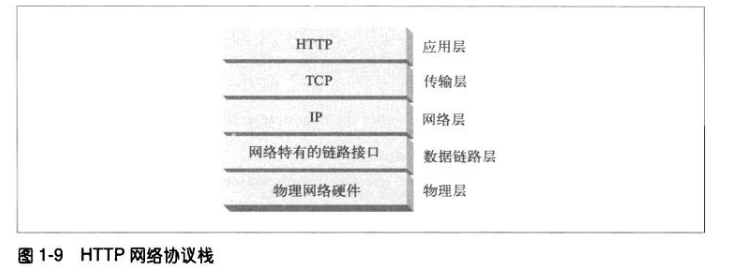 HTTP 应用层
TCP 传输层
IP 网络层
网络特有的链路接口 数据链路层
物理网络硬件 物理层
图 1-9 HTTP 网络协议栈